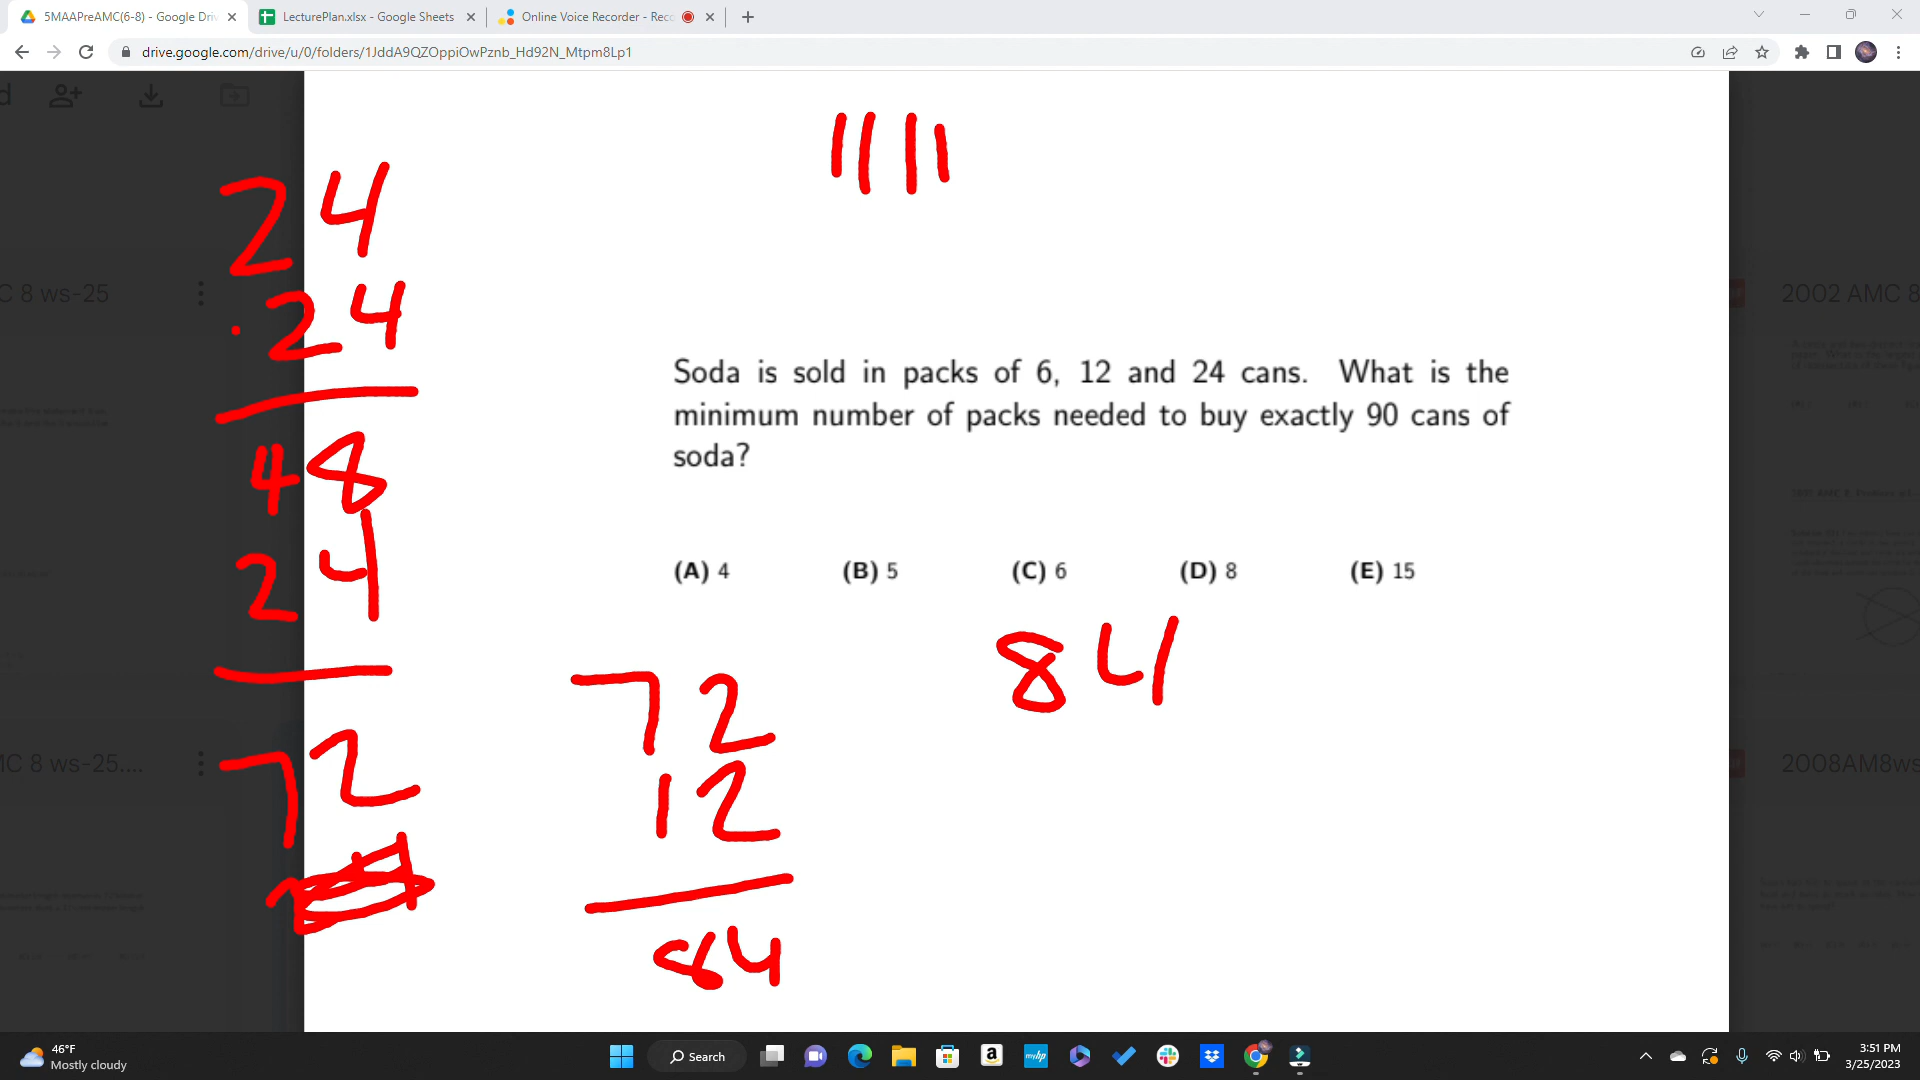 5MAAPreAMC(6-8) - Google Driv
LecturePlan.xlsx - Google Sheets
Online Voice Recorder - Reco
drive.google.com/drive/u/0/folders/1JddA9QZOppiOwPznb_Hd92N_Mtpm8Lp1
24
.24
48
24
72
C 8 ws-25
2002 AMC 8
Soda is sold in packs of 6, 12 and 24 cans. What is the
minimum number of packs needed to buy exactly 90 cans of
soda?
(A) 4 (B) 5 (C) 6 (D) 8 (E) 15
84
72
12
84
MC 8 ws-25....
2008AM8ws
46°F
Mostly cloudy
Search
a
myhp
3:51 PM
3/25/2023